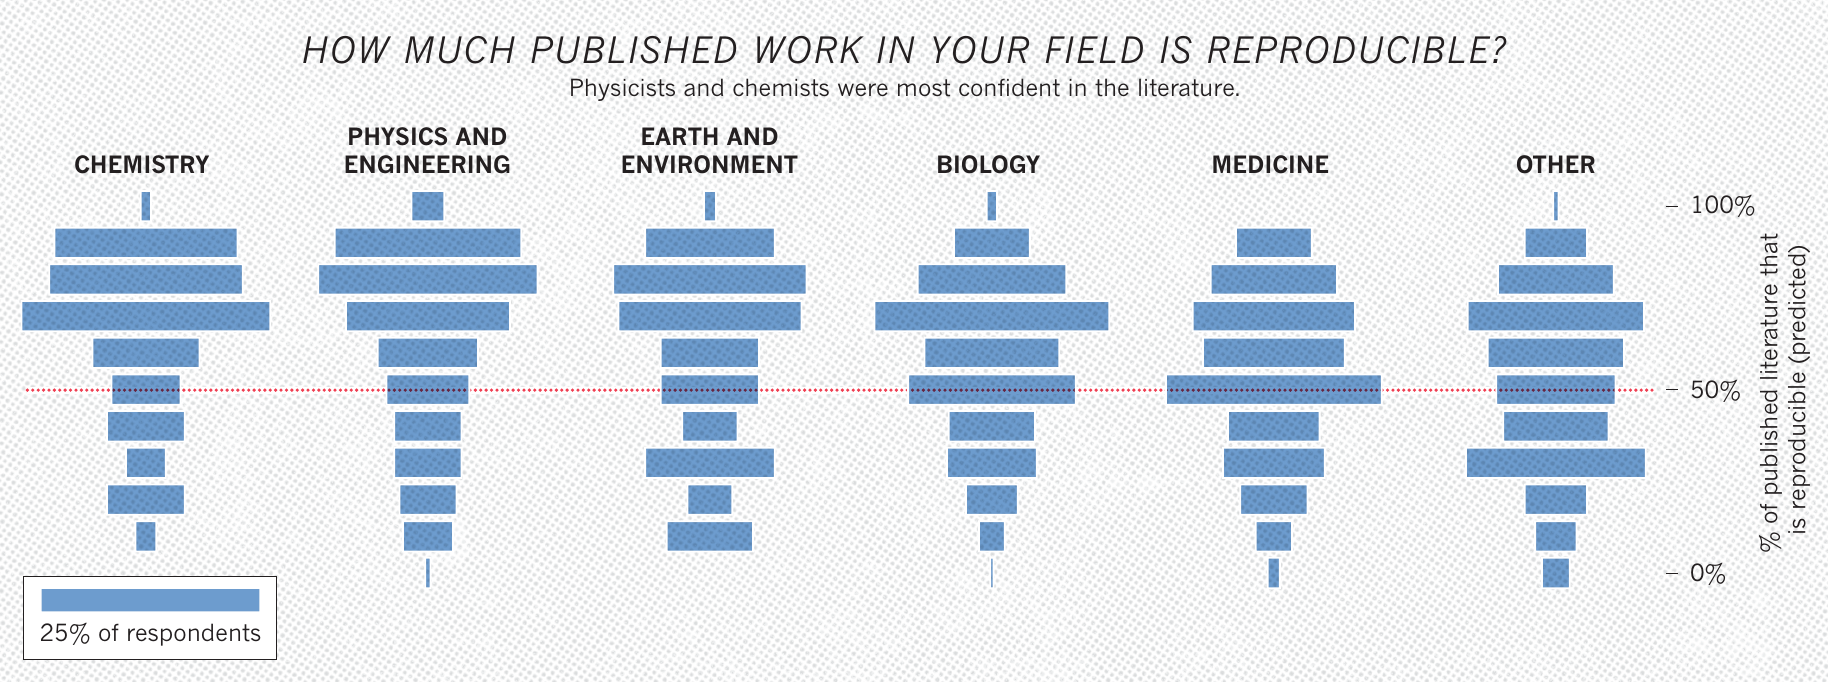 HOW MUCH PUBLISHED WORK IN YOUR FIELD IS REPRODUCIBLE?
Physicists and chemists were most confident in the literature.
CHEMISTRY
PHYSICS AND
ENGINEERING
EARTH AND
ENVIRONMENT
BIOLOGY
MEDICINE
OTHER
100%
50%
0%
% of published literature that
is reproducible (predicted)
25% of respondents